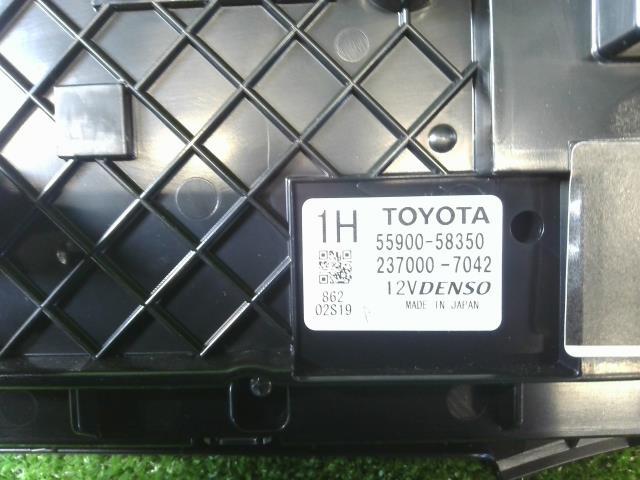 1H TOYOTA
55900-58350
237000-7042
862 12V DENSO
02S19 MADE IN JAPAN